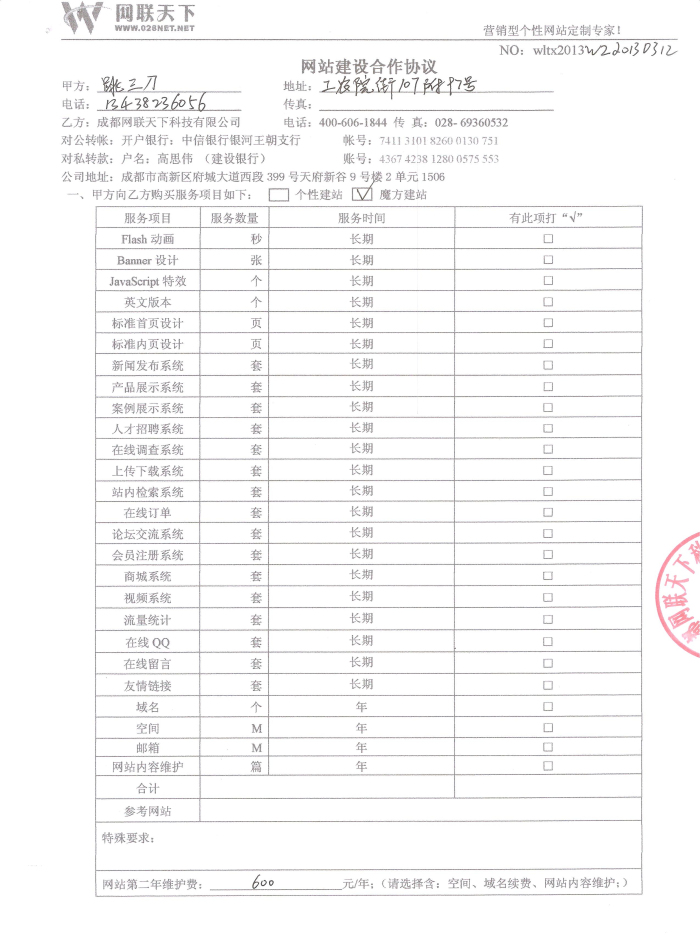 网联天下
WWW.028NET.NET
营销型个性网站定制专家！
NO：wltx2013WZ20130312
网站建设合作协议
甲方：跳三刀 地址：
电话：13438236056 传真：
乙方：成都网联天下科技有限公司 电话：400-606-1844 传 真：028- 69360532
对公转帐：开户银行：中信银行银河王朝支行 帐号：7411 3101 8260 0130 751
对私转款：户名：高思伟 （建设银行） 账号：4367 4238 1280 0575 553
公司地址：成都市高新区府城大道西段 399 号天府新谷 9 号楼 2 单元 1506
一、甲方向乙方购买服务项目如下： □ 个性建站 ☑ 魔方建站
服务项目 服务数量 服务时间 有此项打“√”
Flash 动画 秒 长期 □
Banner 设计 张 长期 □
JavaScript 特效 个 长期 □
英文版本 个 长期 □
标准首页设计 页 长期 □
标准内页设计 页 长期 □
新闻发布系统 套 长期 □
产品展示系统 套 长期 □
案例展示系统 套 长期 □
人才招聘系统 套 长期 □
在线调查系统 套 长期 □
上传下载系统 套 长期 □
站内检索系统 套 长期 □
在线订单 套 长期 □
论坛交流系统 套 长期 □
会员注册系统 套 长期 □
商城系统 套 长期 □
视频系统 套 长期 □
流量统计 套 长期 □
在线 QQ 套 长期 □
在线留言 套 长期 □
友情链接 套 长期 □
域名 个 年 □
空间 M 年 □
邮箱 M 年 □
网站内容维护 篇 年 □
合计
参考网站
特殊要求：
网站第二年维护费：600元/年；（请选择含：空间、域名续费、网站内容维护；）
网联天下科